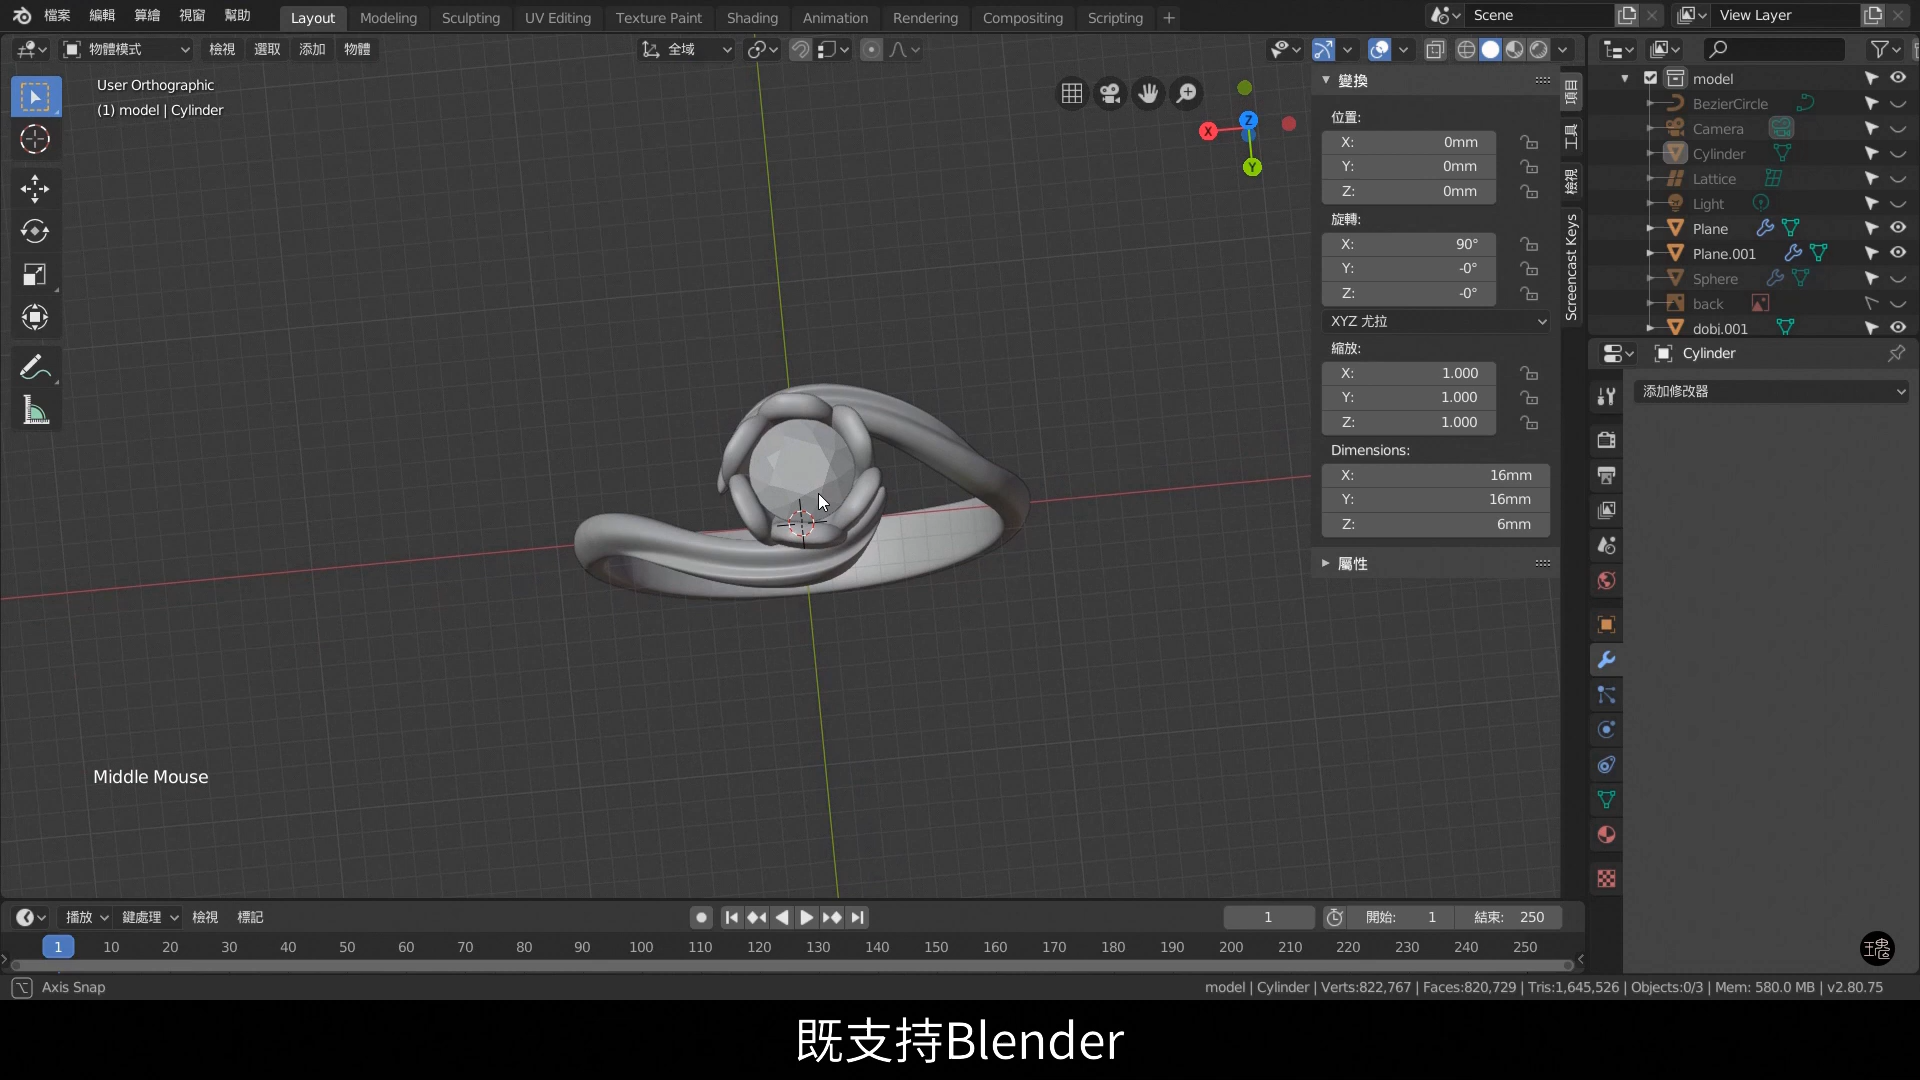 檔案 編輯 算繪 視窗 幫助 Layout Modeling Sculpting UV Editing Texture Paint Shading Animation Rendering Compositing Scripting + Scene View Layer
物體模式 檢視 選取 添加 物體 全域
User Orthographic
(1) model | Cylinder
X
Z
Y
變換
位置:
X: 0mm
Y: 0mm
Z: 0mm
旋轉:
X: 90°
Y: -0°
Z: -0°
XYZ 尤拉
縮放:
X: 1.000
Y: 1.000
Z: 1.000
Dimensions:
X: 16mm
Y: 16mm
Z: 6mm
屬性
項目
工具
檢視
Screencast Keys
model
BezierCircle
Camera
Cylinder
Lattice
Light
Plane
Plane.001
Sphere
back
dobj.001
Cylinder
添加修改器
Middle Mouse
播放 鍵處理 檢視 標記 1 開始: 1 結束: 250
1 10 20 30 40 50 60 70 80 90 100 110 120 130 140 150 160 170 180 190 200 210 220 230 240 250
Axis Snap model | Cylinder | Verts:822,767 | Faces:820,729 | Tris:1,645,526 | Objects:0/3 | Mem: 580.0 MB | v2.80.75
既支持Blender